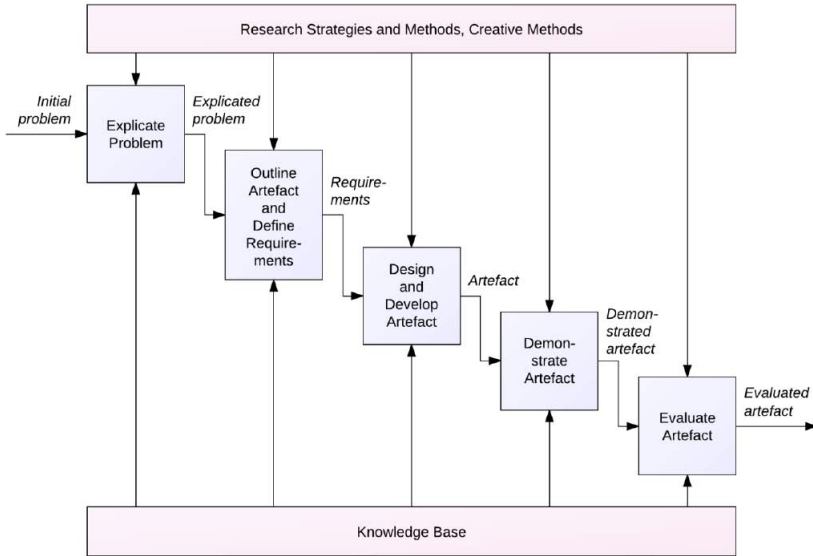 Research Strategies and Methods, Creative Methods
Initial
problem
Explicate
Problem
Explicated
problem
Outline
Artefact
and
Define
Require-
ments
Require-
ments
Design
and
Develop
Artefact
Artefact
Demon-
strate
Artefact
Demon-
strated
artefact
Evaluate
Artefact
Evaluated
artefact
Knowledge Base